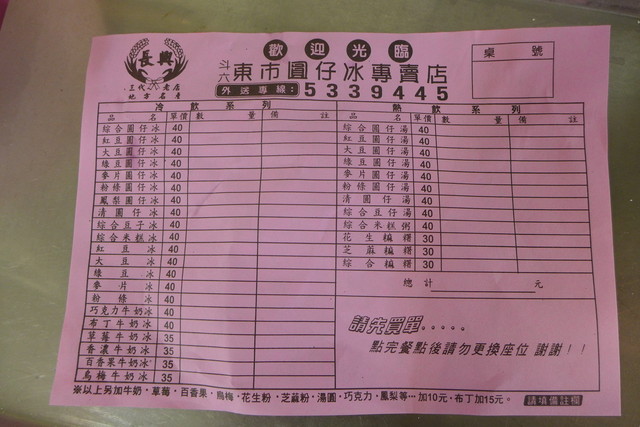 歡迎光臨
長興
三代老店
地方名產
斗六 東市圓仔冰專賣店
外送專線：5339445
桌號
冷飲系列
品名 單價 數量 備註
綜合圓仔冰 40
紅豆圓仔冰 40
大豆圓仔冰 40
綠豆圓仔冰 40
麥片圓仔冰 40
粉條圓仔冰 40
鳳梨圓仔冰 40
清圓仔冰 40
綜合豆子冰 40
綜合米糕冰 40
紅豆冰 40
大豆冰 40
綠豆冰 40
麥片冰 40
粉條冰 40
巧克力牛奶冰 40
布丁牛奶冰 40
草莓牛奶冰 35
香濃牛奶冰 35
百香果牛奶冰 35
烏梅牛奶冰 35
熱飲系列
品名 單價 數量 備註
綜合圓仔湯 40
紅豆圓仔湯 40
大豆圓仔湯 40
綠豆圓仔湯 40
麥片圓仔湯 40
粉條圓仔湯 40
清圓仔湯 40
綜合豆仔湯 40
綜合米糕粥 40
花生糄糬 30
芝麻糄糬 30
綜合糄糬 30
總計 元
請先買單.....
點完餐點後請勿更換座位 謝謝！！
※以上另加牛奶，草莓，百香果，烏梅，花生粉，芝蔴粉，湯圓，巧克力，鳳梨等…加10元，布丁加15元。
請填備註欄